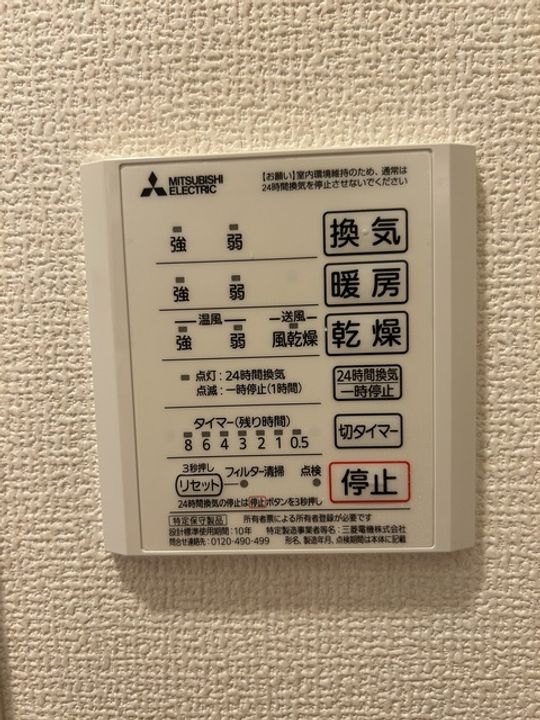 MITSUBISHI
ELECTRIC
【お願い】室内環境維持のため、通常は
24時間換気を停止させないでください
強 弱 換気
強 弱 暖房
温風 送風
強 弱 風乾燥 乾燥
点灯:24時間換気
点滅:一時停止(1時間)
24時間換気
一時停止
タイマー(残り時間)
8 6 4 3 2 1 0.5
切タイマー
3秒押し
リセット フィルター清掃 点検
停止
24時間換気の停止は停止ボタンを3秒押し
特定保守製品 所有者票による所有者登録が必要です
設計標準使用期間:10年 特定製造事業者等名:三菱電機株式会社
問合せ連絡先:0120-490-499 形名、製造年月、点検期間は本体に記載